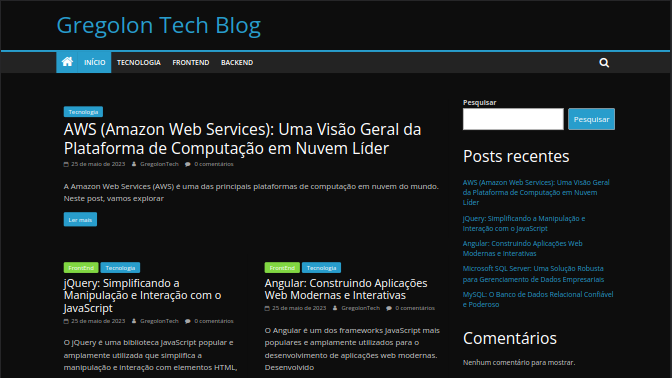 Gregolon Tech Blog
INÍCIO TECNOLOGIA FRONTEND BACKEND
Tecnologia
AWS (Amazon Web Services): Uma Visão Geral da
Plataforma de Computação em Nuvem Líder
25 de maio de 2023 GregolonTech 0 comentários
A Amazon Web Services (AWS) é uma das principais plataformas de computação em nuvem do mundo.
Neste post, vamos explorar
Ler mais
FrontEnd Tecnologia
jQuery: Simplificando a
Manipulação e Interação com o
JavaScript
25 de maio de 2023 GregolonTech 0 comentários
O jQuery é uma biblioteca JavaScript popular e
amplamente utilizada que simplifica a
manipulação e interação com elementos HTML,
FrontEnd Tecnologia
Angular: Construindo Aplicações
Web Modernas e Interativas
25 de maio de 2023 GregolonTech 0 comentários
O Angular é um dos frameworks JavaScript mais
populares e amplamente utilizados para o
desenvolvimento de aplicações web modernas.
Desenvolvido
Pesquisar
Pesquisar
Posts recentes
AWS (Amazon Web Services): Uma Visão Geral
da Plataforma de Computação em Nuvem
Líder
jQuery: Simplificando a Manipulação e
Interação com o JavaScript
Angular: Construindo Aplicações Web
Modernas e Interativas
Microsoft SQL Server: Uma Solução Robusta
para Gerenciamento de Dados Empresariais
MySQL: O Banco de Dados Relacional Confiável
e Poderoso
Comentários
Nenhum comentário para mostrar.